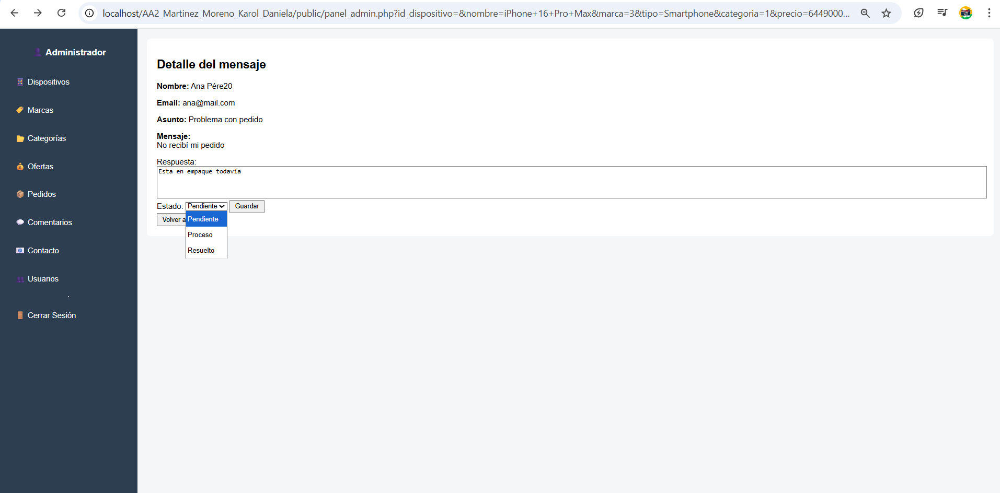 localhost/AA2_Martinez_Moreno_Karol_Daniela/public/panel_admin.php?id_dispositivo=&nombre=iPhone+16+Pro+Max&marca=3&tipo=Smartphone&categoria=1&precio=6449000...
Administrador
Dispositivos
Marcas
Categorías
Ofertas
Pedidos
Comentarios
Contacto
Usuarios
.
Cerrar Sesión
Detalle del mensaje
Nombre: Ana Pére20
Email: ana@mail.com
Asunto: Problema con pedido
Mensaje:
No recibí mi pedido
Respuesta:
Esta en empaque todavía
Estado: Pendiente Guardar
Volver a
Pendiente
Proceso
Resuelto